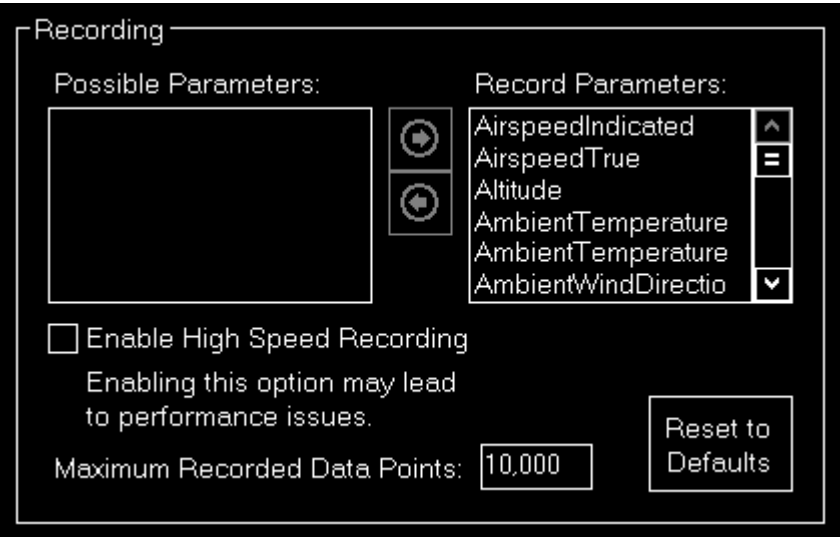 Recording
Possible Parameters:
Record Parameters:
AirspeedIndicated
AirspeedTrue
Altitude
AmbientTemperature
AmbientTemperature
AmbientWindDirectio
Enable High Speed Recording
Enabling this option may lead
to performance issues.
Maximum Recorded Data Points:
10,000
Reset to
Defaults